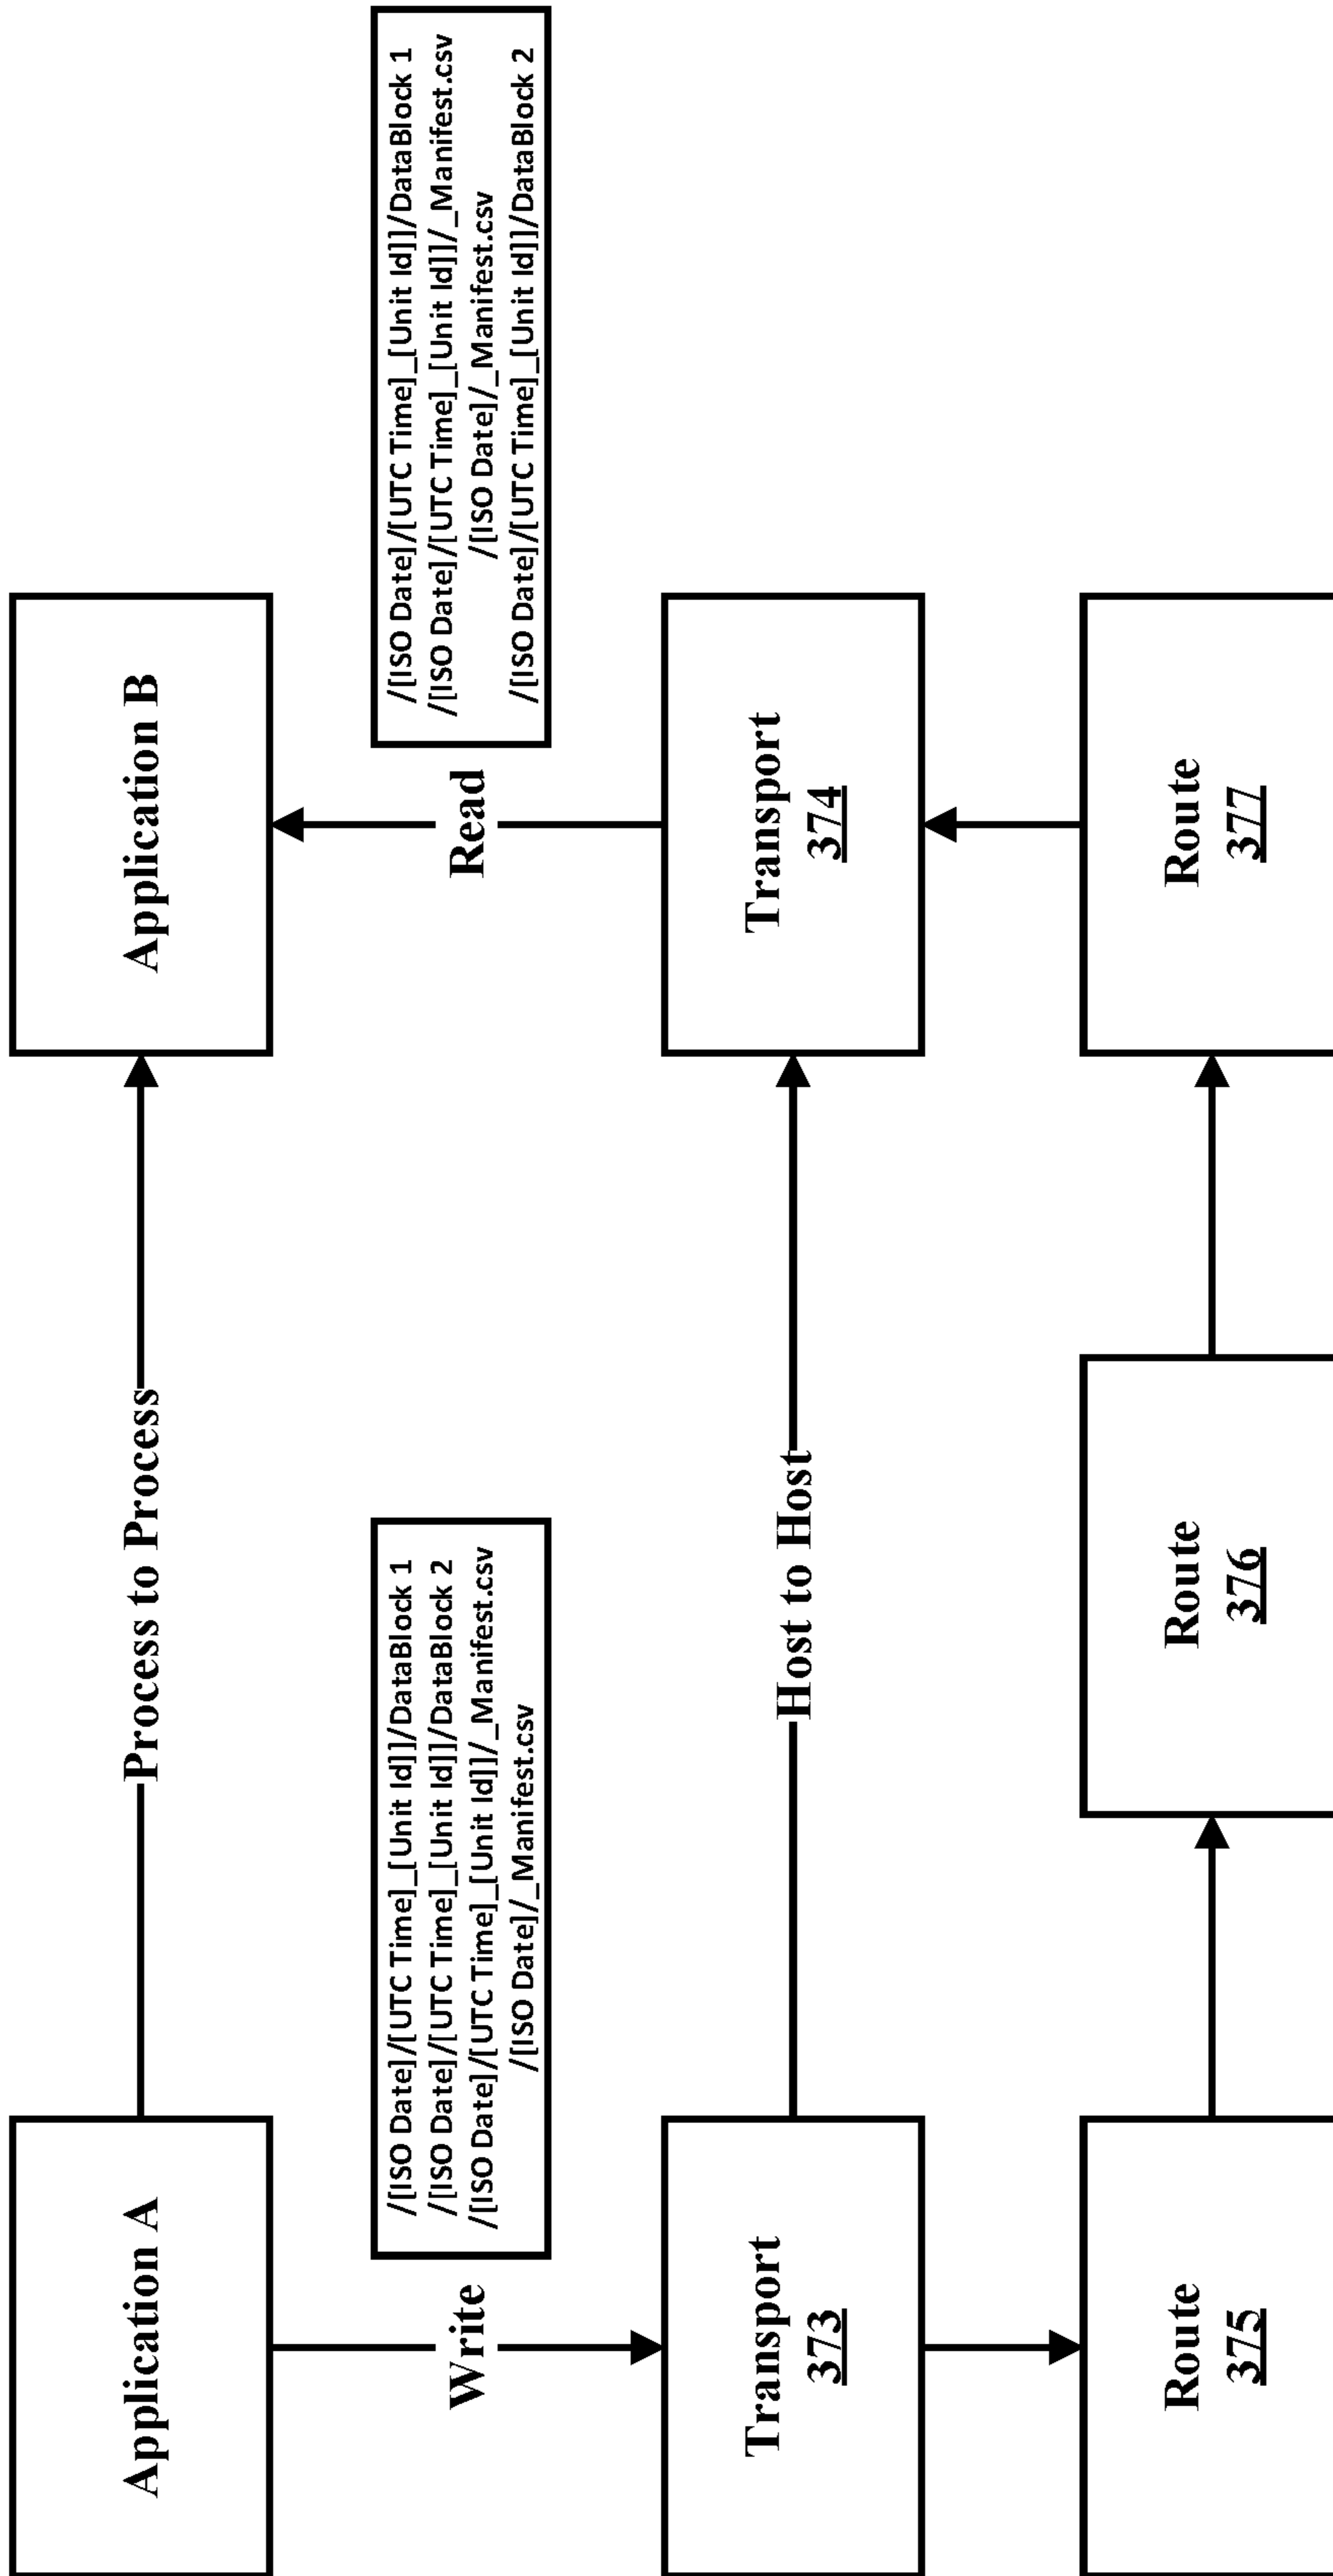 Application A
Process to Process
Application B
Write
/[ISO Date]/[UTC Time]_[Unit Id]]/DataBlock 1
/[ISO Date]/[UTC Time]_[Unit Id]]/DataBlock 2
/[ISO Date]/[UTC Time]_[Unit Id]]/_Manifest.csv
/[ISO Date]/_Manifest.csv
Read
/[ISO Date]/[UTC Time]_[Unit Id]]/DataBlock 1
/[ISO Date]/[UTC Time]_[Unit Id]]/_Manifest.csv
/[ISO Date]/_Manifest.csv
/[ISO Date]/[UTC Time]_[Unit Id]]/DataBlock 2
Transport
373
Host to Host
Transport
374
Route
375
Route
376
Route
377